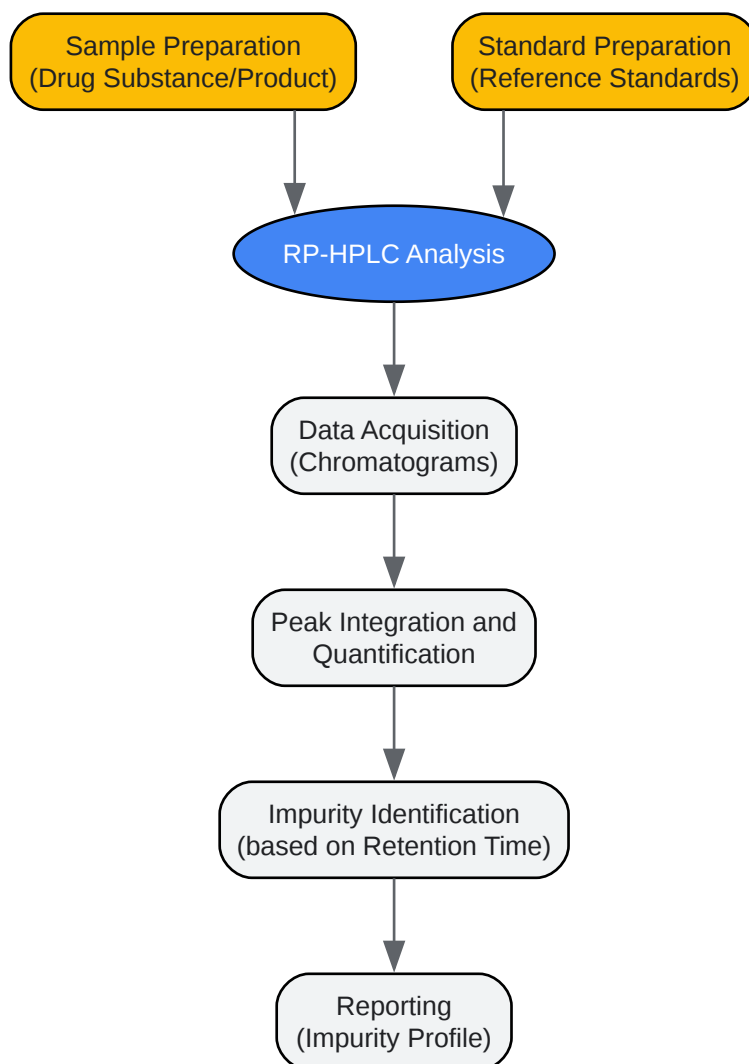 Sample Preparation
(Drug Substance/Product)
Standard Preparation
(Reference Standards)
RP-HPLC Analysis
Data Acquisition
(Chromatograms)
Peak Integration and
Quantification
Impurity Identification
(based on Retention Time)
Reporting
(Impurity Profile)